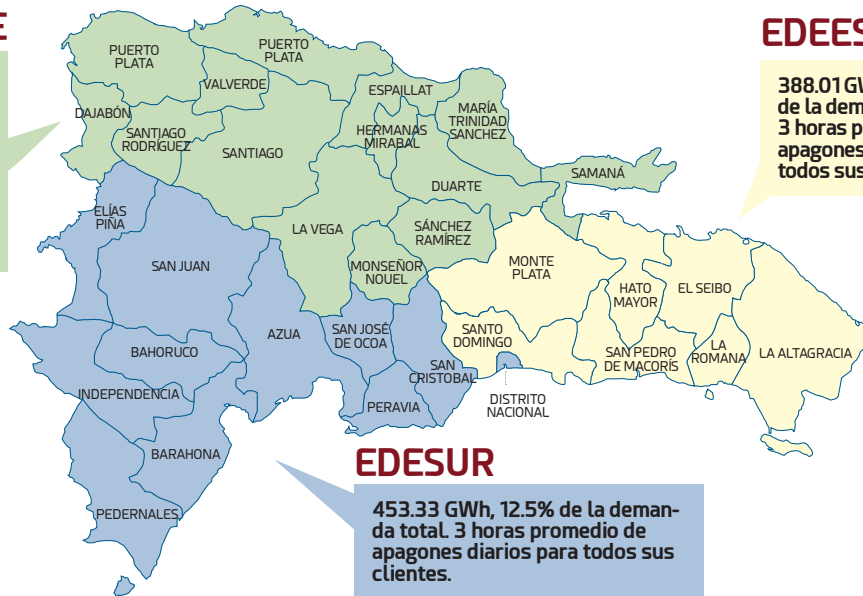 E
EDEES
PUERTO
PLATA
PUERTO
PLATA
VALVERDE
ESPAILLAT
DAJABÓN
MARÍA
TRINIDAD
SANCHEZ
SANTIAGO
RODRÍGUEZ
HERMANAS
MIRABAL
SANTIAGO
SAMANÁ
DUARTE
388.01 GW
de la dem
3 horas p
apagones
todos sus
ELÍAS
PIÑA
LA VEGA
SÁNCHEZ
RAMÍREZ
SAN JUAN
MONSEÑOR
NOUEL
MONTE
PLATA
HATO
MAYOR
EL SEIBO
AZUA
SAN JOSÉ
DE OCOA
SANTO
DOMINGO
BAHORUCO
SAN
CRISTOBAL
SAN PEDRO
DE MACORÍS
LA
ROMANA
LA ALTAGRACIA
INDEPENDENCIA
PERAVIA
DISTRITO
NACIONAL
BARAHONA
PEDERNALES
EDESUR
453.33 GWh, 12.5% de la deman-
da total. 3 horas promedio de
apagones diarios para todos sus
clientes.